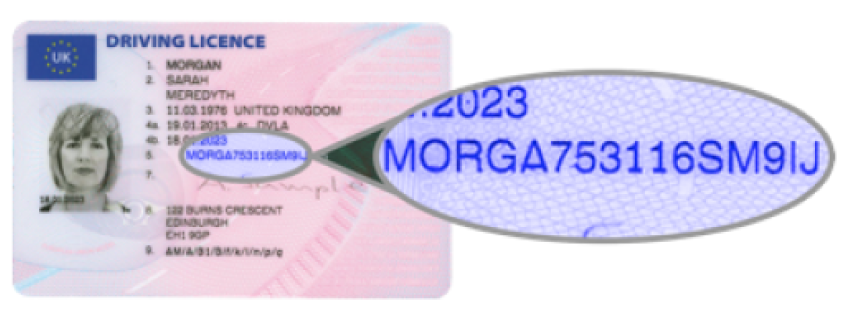 DRIVING LICENCE
UK
1. MORGAN
2. SARAH
MEREDYTH
3. 11.03.1976 UNITED KINGDOM
4a. 19.01.2013 4c. DVLA
4b. 18.01.2023
5. MORGA753116SM9IJ
7.
18.01.2023
8. 122 BURNS CRESCENT
EDINBURGH
EH1 9GP
9. AM/A/B1/B/f/k/l/n/p/q
.2023
MORGA753116SM9IJ